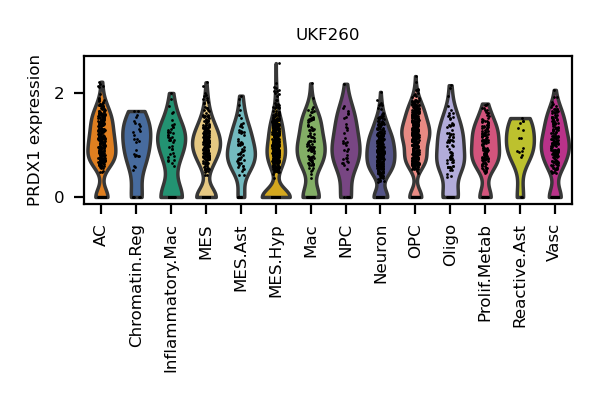 UKF260
PRDX1 expression
2
0
AC
Chromatin.Reg
Inflammatory.Mac
MES
MES.Ast
MES.Hyp
Mac
NPC
Neuron
OPC
Oligo
Prolif.Metab
Reactive.Ast
Vasc